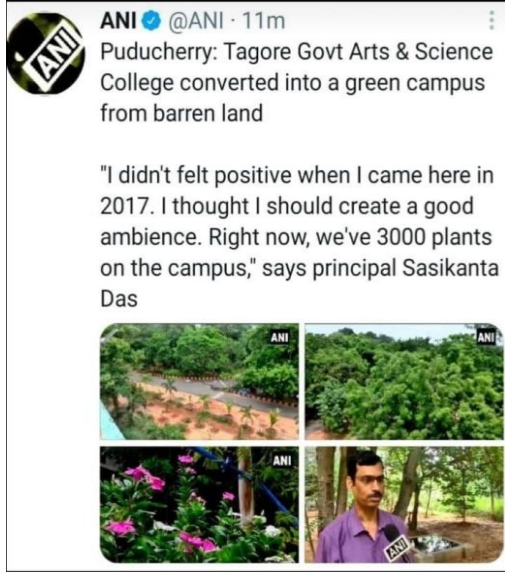 ANI
ANI @ANI · 11m
Puducherry: Tagore Govt Arts & Science
College converted into a green campus
from barren land
"I didn't felt positive when I came here in
2017. I thought I should create a good
ambience. Right now, we've 3000 plants
on the campus," says principal Sasikanta
Das
ANI
ANI
ANI
ANI